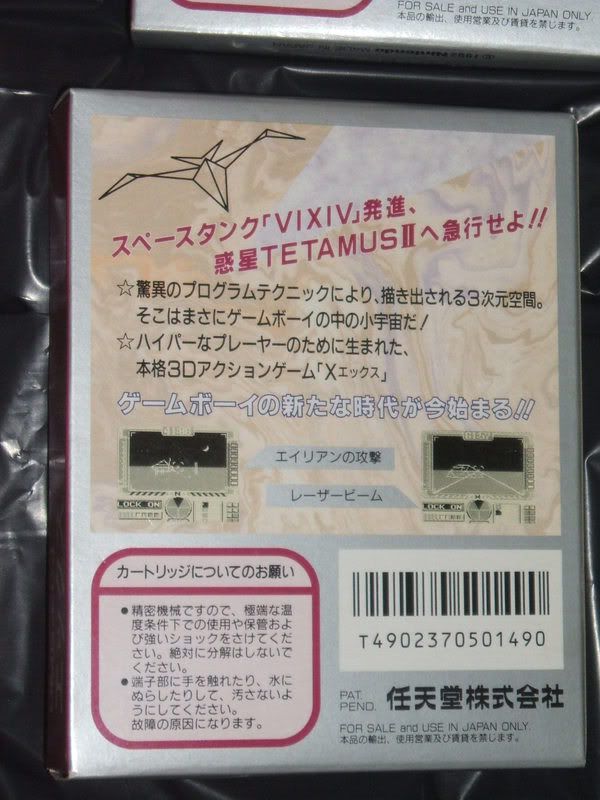 FOR SALE and USE IN JAPAN ONLY.
本品の輸出、使用営業及び賃貸を禁じます。
スペースタンク「VIXIV」発進、
惑星TETAMUSⅡへ急行せよ!!
☆驚異のプログラムテクニックにより、描き出される3次元空間。
そこはまさにゲームボーイの中の小宇宙だ!
☆ハイパーなプレーヤーのために生まれた、
本格3Dアクションゲーム「Xエックス」
ゲームボーイの新たな時代が今始まる!!
エイリアンの攻撃
レーザービーム
LOCK ON
LOCK ON
カートリッジについてのお願い
●精密機械ですので、極端な温
度条件下での使用や保管およ
び強いショックをさけてくだ
さい。絶対に分解はしないで
ください。
●端子部に手を触れたり、水に
ぬらしたりして、汚さないよ
うにしてください。
故障の原因になります。
T4902370501490
PAT.
PEND.
任天堂株式会社
FOR SALE and USE IN JAPAN ONLY.
本品の輸出、使用営業及び賃貸を禁じます。